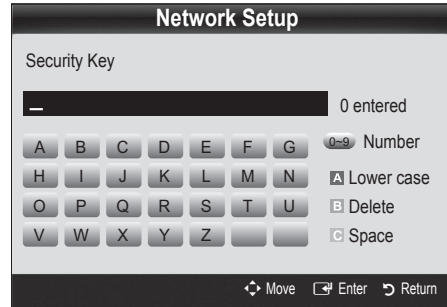 Network Setup
Security Key
0 entered
A B C D E F G 0~9 Number
H I J K L M N A Lower case
O P Q R S T U B Delete
V W X Y Z C Space
Move Enter Return